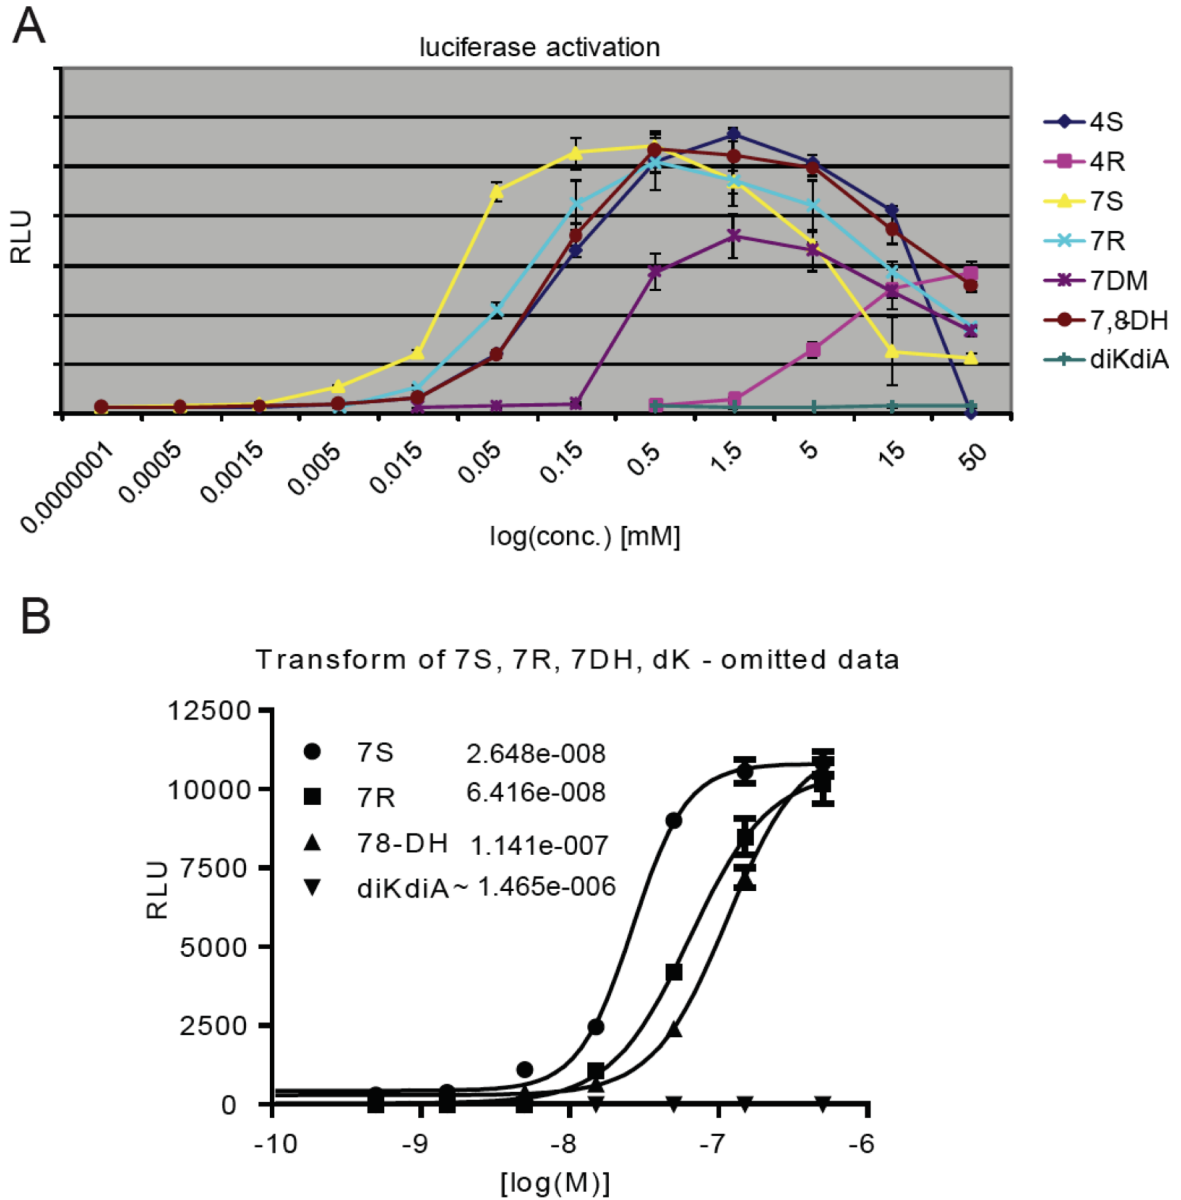 A
luciferase activation
RLU
4S
4R
7S
7R
7DM
7,8-DH
diKdiA
0.00000001
0.0005
0.0015
0.005
0.015
0.05
0.15
0.5
1.5
5
15
50
log(conc.) [mM]
B
Transform of 7S, 7R, 7DH, dK - omitted data
RLU
12500
10000
7500
5000
2500
0
7S 2.648e-008
7R 6.416e-008
78-DH 1.141e-007
diKdiA ~ 1.465e-006
-10 -9 -8 -7 -6
[log(M)]